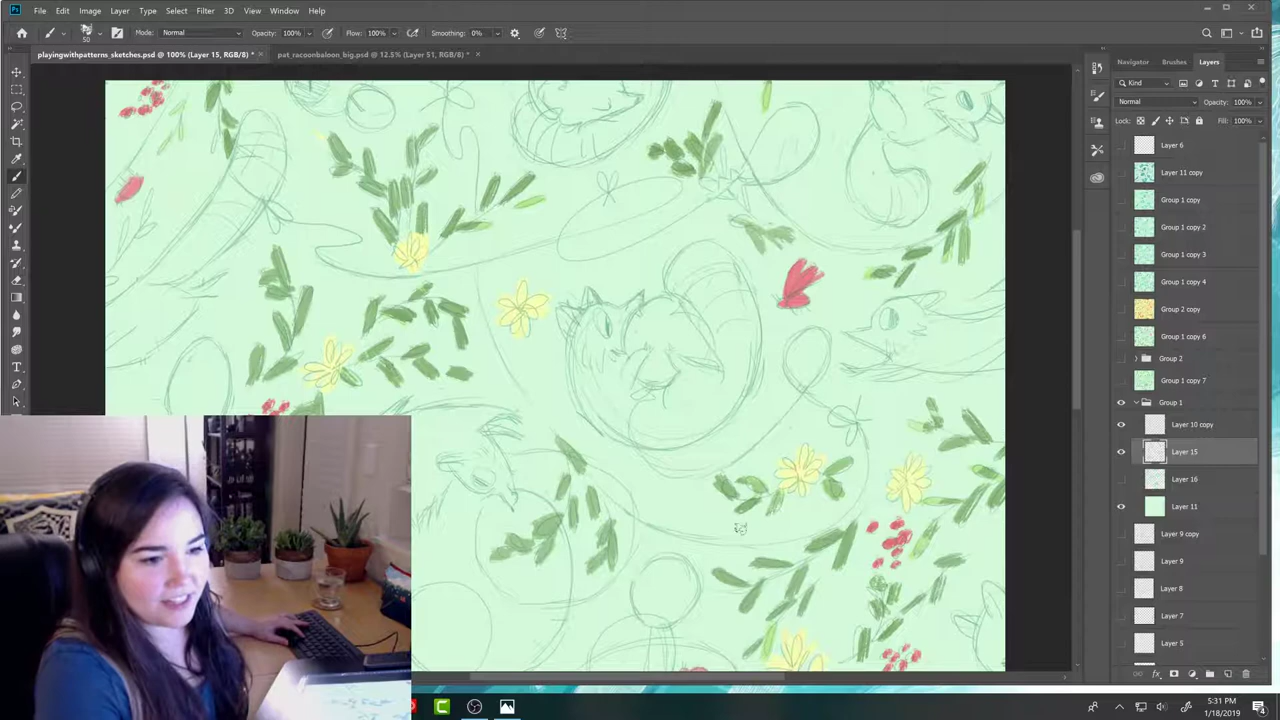 Ps File Edit Image Layer Type Select Filter 3D View Window Help
50 Mode: Normal Opacity: 100% Flow: 100% Smoothing: 0%
playingwithpatterns_sketches.psd @ 100% (Layer 15, RGB/8) * × pat_racoonbaloon_big.psd @ 12.5% (Layer 51, RGB/8) * ×
Navigator Brushes Layers
Kind
Normal Opacity: 100%
Lock: Fill: 100%
Layer 6
Layer 11 copy
Group 1 copy
Group 1 copy 2
Group 1 copy 3
Group 1 copy 4
Group 2 copy
Group 1 copy 6
Group 2
Group 1 copy 7
Group 1
Layer 10 copy
Layer 15
Layer 16
Layer 11
Layer 9 copy
Layer 9
Layer 8
Layer 7
Layer 5
fx
5:31 PM
1/18/2019
4